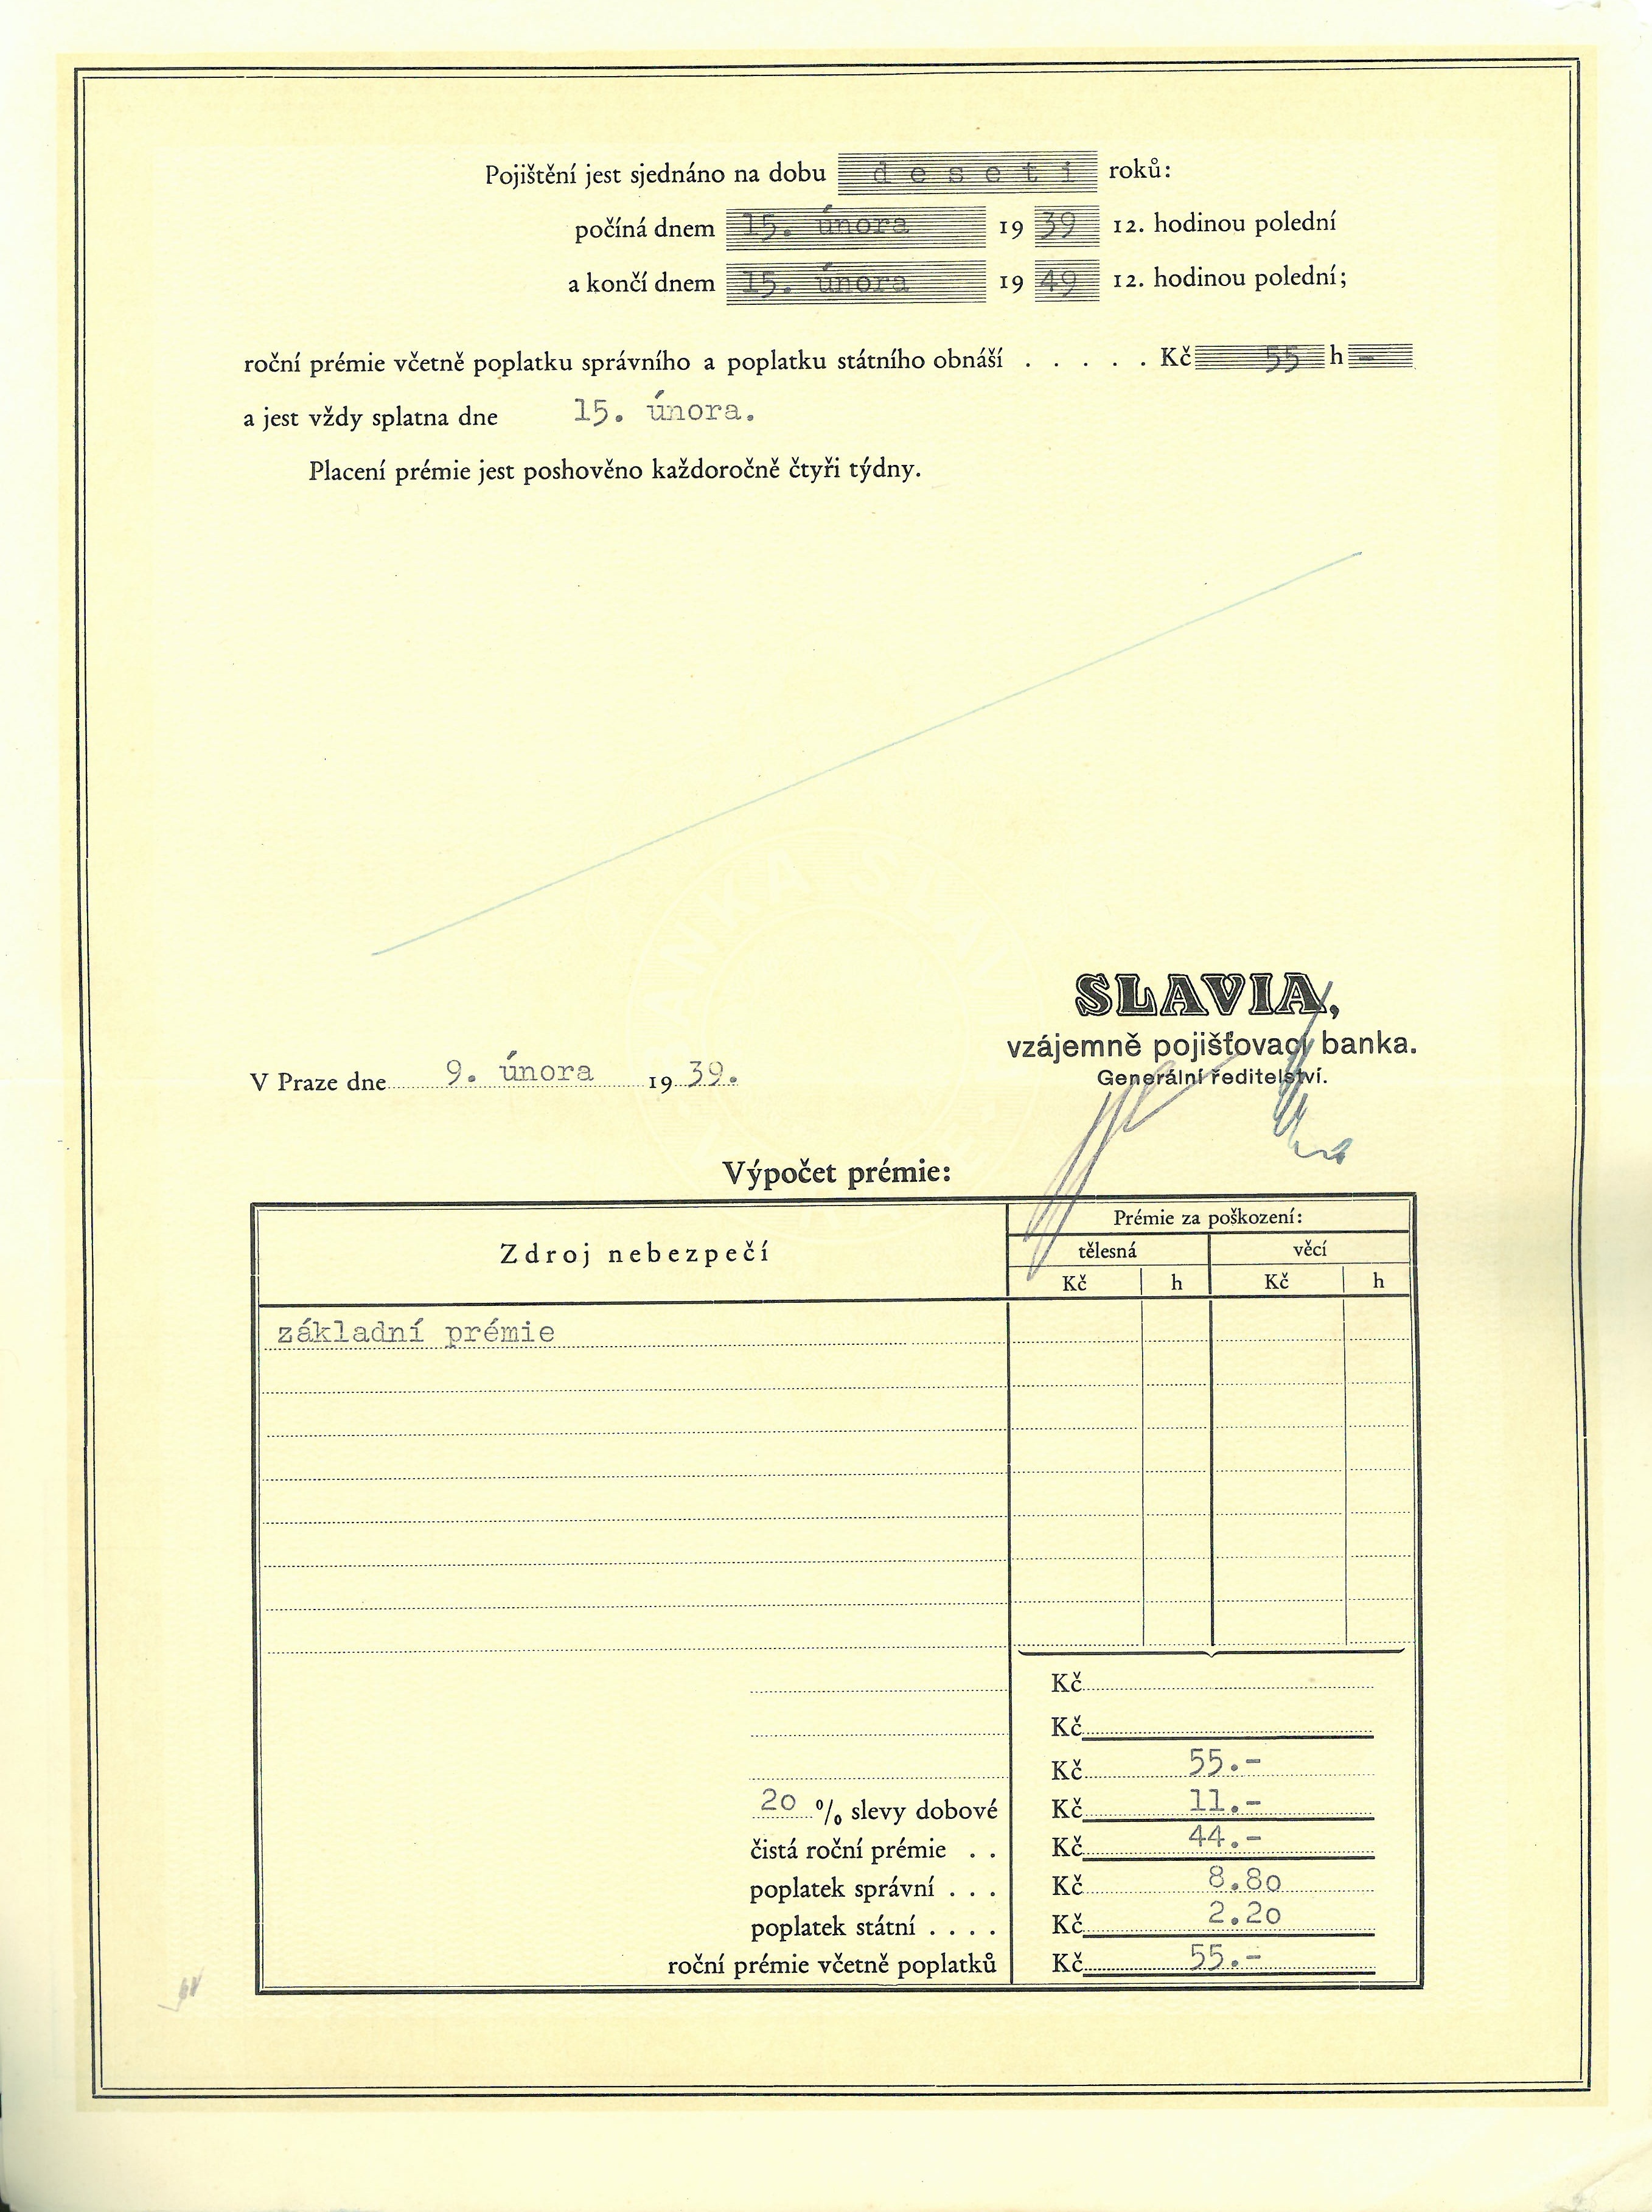 Pojištění jest sjednáno na dobu deseti roků:
počíná dnem 15. února 1939 12. hodinou polední
a končí dnem 15. února 1949 12. hodinou polední;
roční prémie včetně poplatku správního a poplatku státního obnáší . . . . . Kč 55 h -
a jest vždy splatna dne 15. února.
Placení prémie jest poshověno každoročně čtyři týdny.
BANKA SLAVIA
SLAVIA,
vzájemně pojišťovací banka.
Generální ředitelství.
V Praze dne 9. února 1939.
Výpočet prémie:
Zdroj nebezpečí
Prémie za poškození:
tělesná věcí
Kč h Kč h
základní prémie
Kč
Kč
Kč 55.-
20 % slevy dobové Kč 11.-
čistá roční prémie . . Kč 44.-
poplatek správní . . . Kč 8.80
poplatek státní . . . . Kč 2.20
roční prémie včetně poplatků Kč 55.-